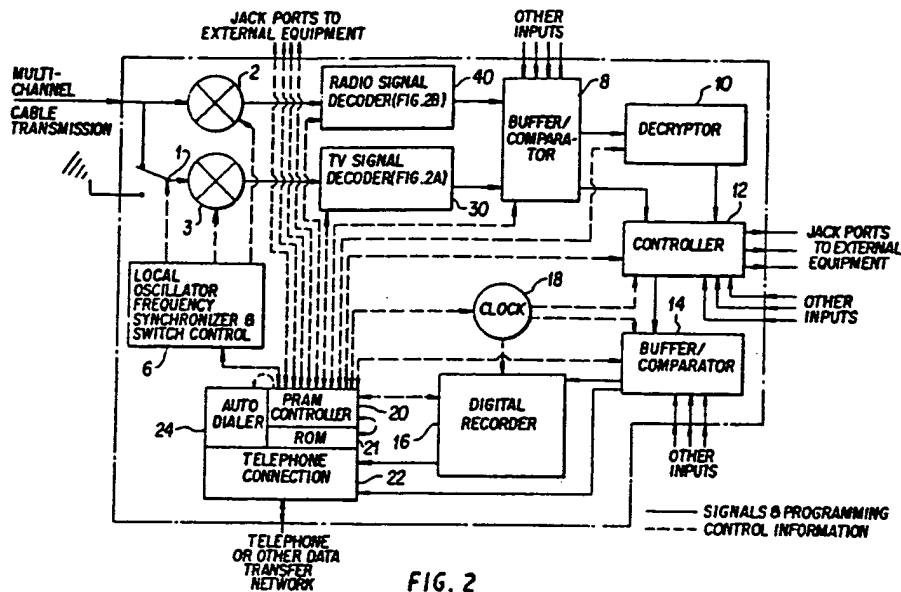 JACK PORTS TO
EXTERNAL EQUIPMENT
OTHER
INPUTS
MULTI-
CHANNEL
CABLE
TRANSMISSION
2
RADIO SIGNAL
DECODER(FIG.2B)
40
8
BUFFER/
COMPARA-
TOR
10
DECRYPTOR
1
3
TV SIGNAL
DECODER(FIG.2A)
30
12
CONTROLLER
JACK PORTS
TO EXTERNAL
EQUIPMENT
OTHER
INPUTS
LOCAL
OSCILLATOR
FREQUENCY
SYNCHRONIZER &
SWITCH CONTROL
6
18
CLOCK
14
BUFFER/
COMPARATOR
AUTO
DIALER
24
PRAM
CONTROLLER
20
ROM
21
TELEPHONE
CONNECTION
22
16
DIGITAL
RECORDER
OTHER
INPUTS
TELEPHONE
OR OTHER DATA
TRANSFER
NETWORK
SIGNALS & PROGRAMMING
CONTROL INFORMATION
FIG. 2